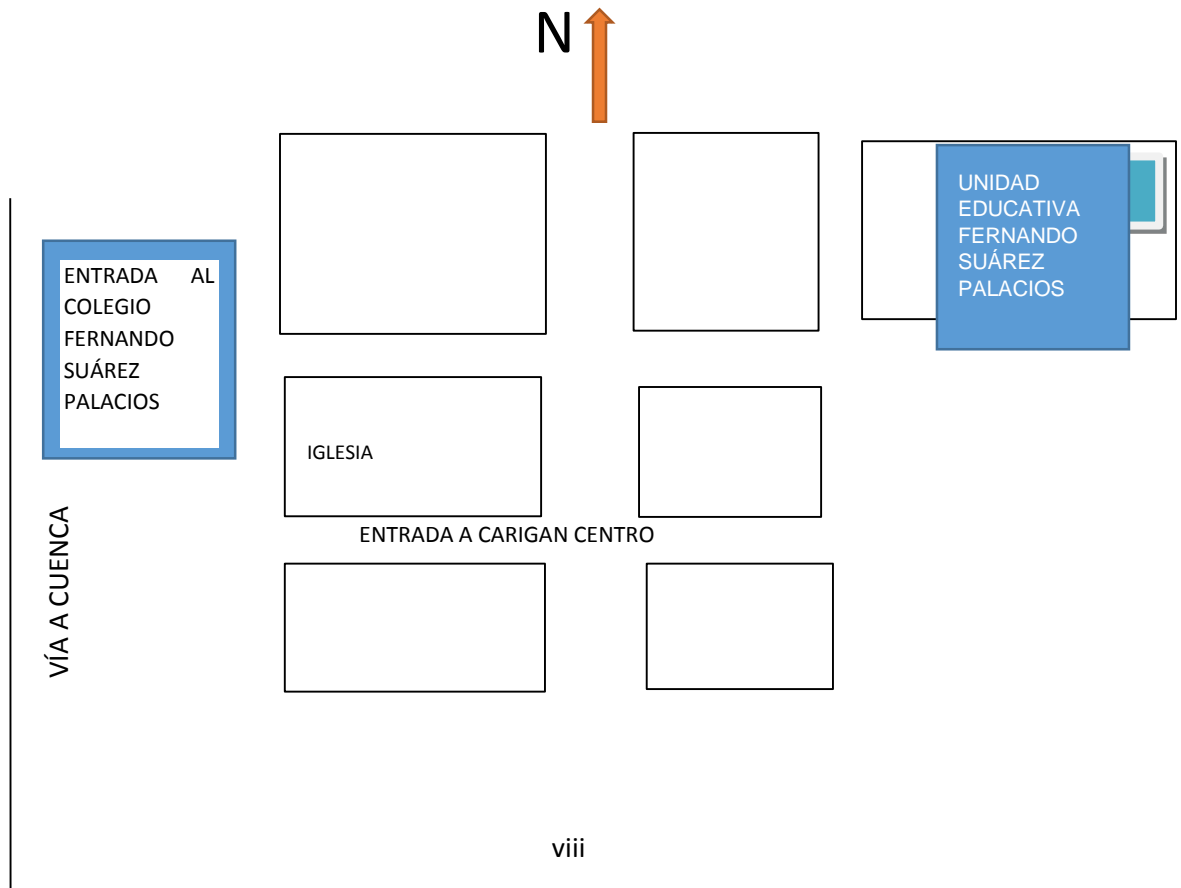 N
UNIDAD
EDUCATIVA
FERNANDO
SUÁREZ
PALACIOS
ENTRADA AL
COLEGIO
FERNANDO
SUÁREZ
PALACIOS
IGLESIA
ENTRADA A CARIGAN CENTRO
VÍA A CUENCA
viii